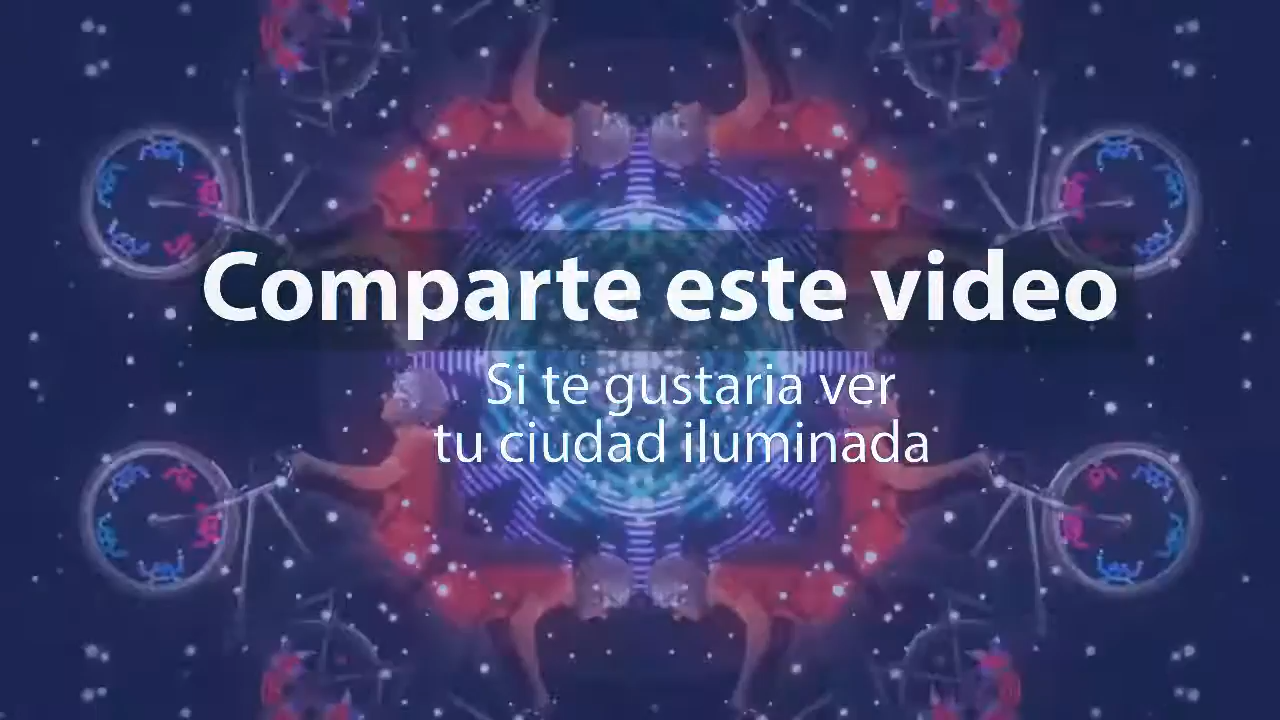 Comparte este video
Si te gustaria ver
tu ciudad iluminada